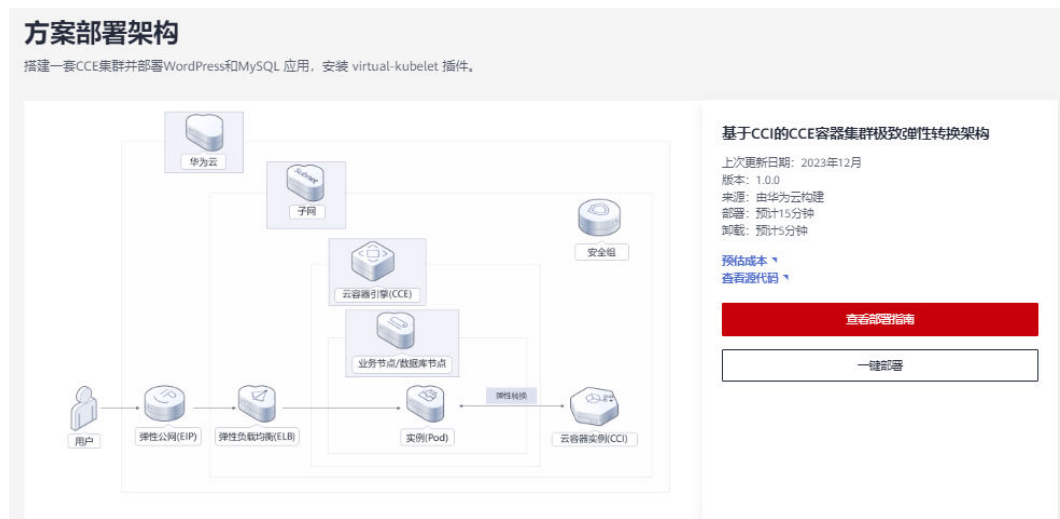 方案部署架构
搭建一套CCE集群并部署WordPress和MySQL 应用，安装 virtual-kubelet 插件。
华为云
Subnet
子网
安全组
云容器引擎(CCE)
业务节点/数据库节点
弹性转换
用户
弹性公网(EIP)
弹性负载均衡(ELB)
实例(Pod)
云容器实例(CCI)
基于CCI的CCE容器集群极致弹性转换架构
上次更新日期：2023年12月
版本：1.0.0
来源：由华为云构建
部署：预计15分钟
卸载：预计5分钟
预估成本
查看源代码
查看部署指南
一键部署